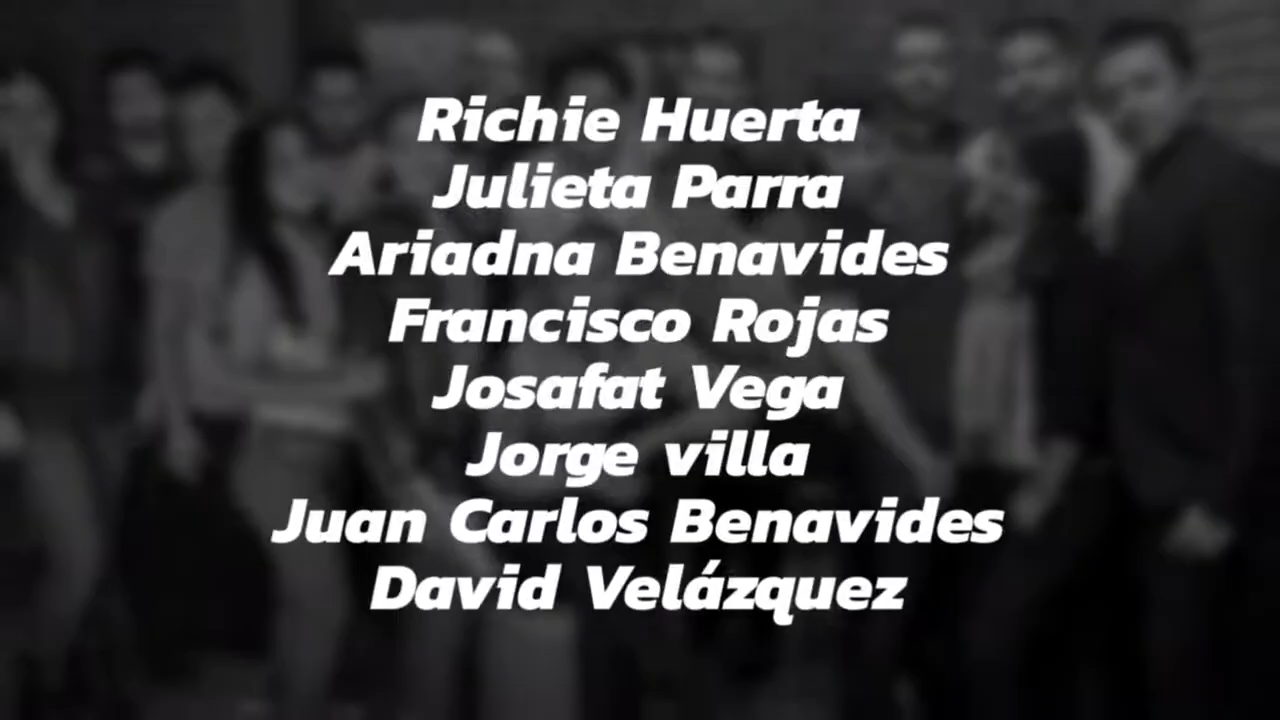 Richie Huerta
Julieta Parra
Ariadna Benavides
Francisco Rojas
Josafat Vega
Jorge villa
Juan Carlos Benavides
David Velázquez